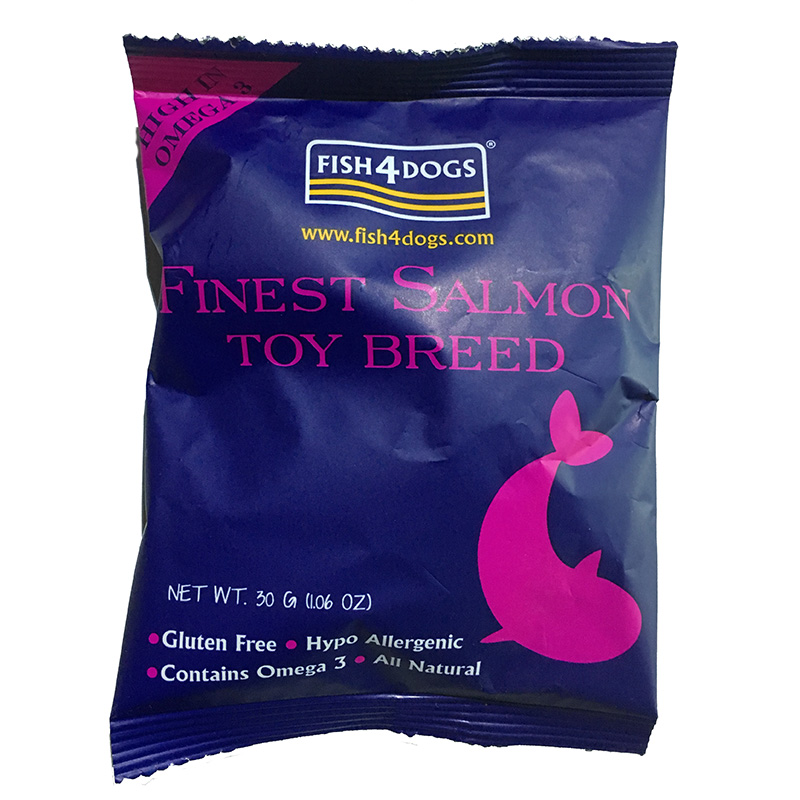 HIGH IN
OMEGA 3
FISH4DOGS®
www.fish4dogs.com
FINEST SALMON
TOY BREED
NET WT. 30 G (1.06 OZ)
•Gluten Free • Hypo Allergenic
•Contains Omega 3 • All Natural